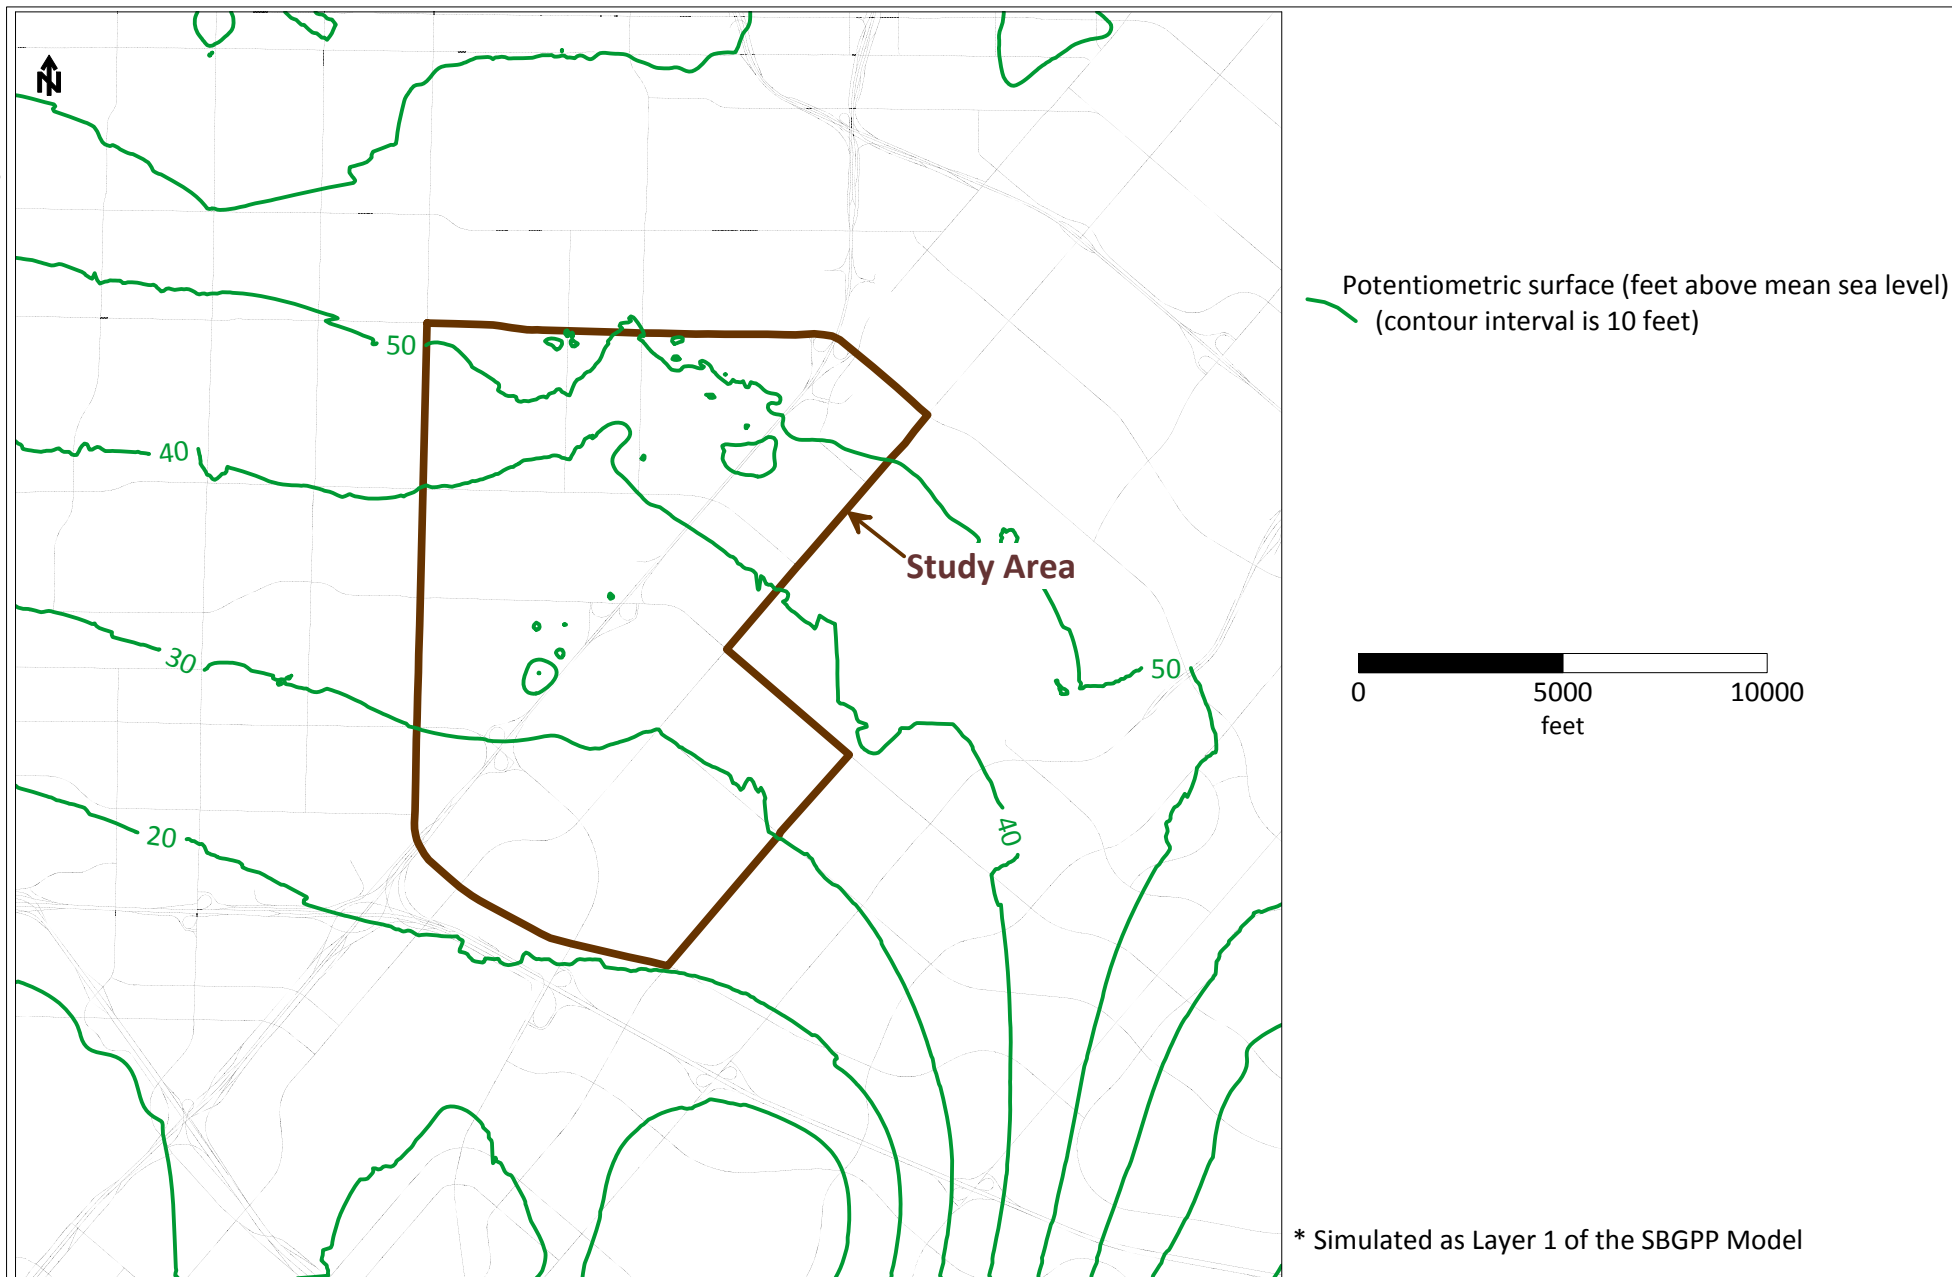 N
50
40
Study Area
30
50
20
40
Potentiometric surface (feet above mean sea level)
(contour interval is 10 feet)
0 5000 10000
feet
* Simulated as Layer 1 of the SBGPP Model